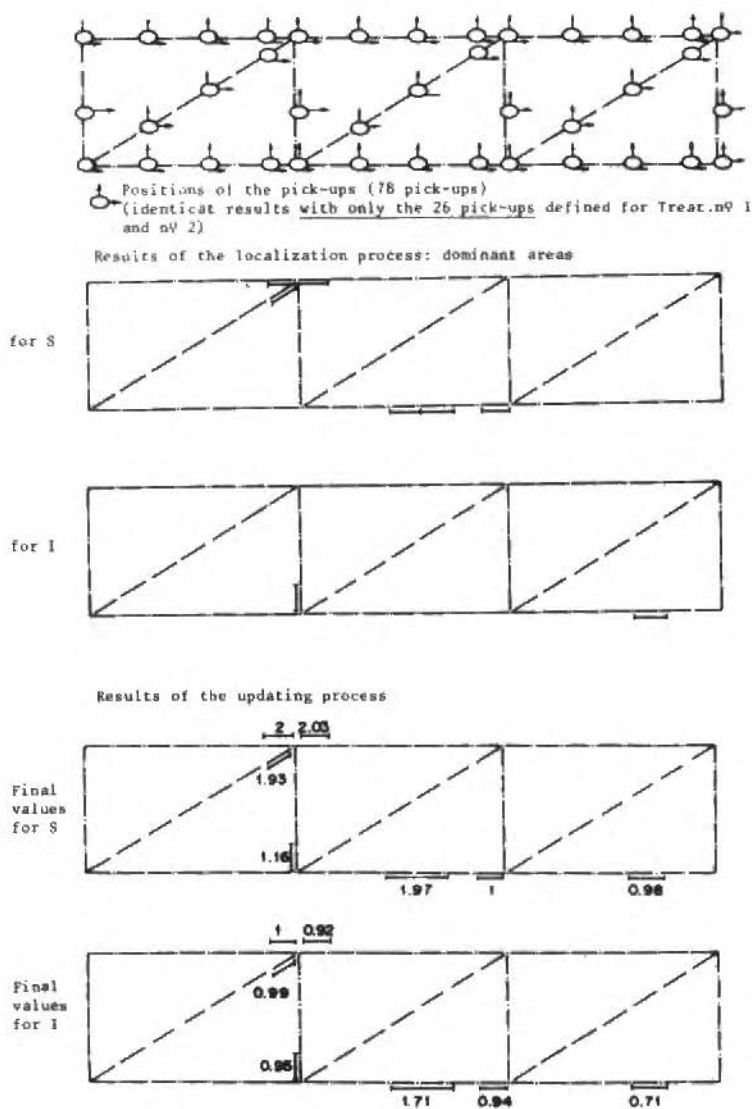 Positions of the pick-ups (78 pick-ups)
(identicat results with only the 26 pick-ups defined for Treat.nº 1
and nº 2)
Results of the localization process: dominant areas
for S
for I
Results of the updating process
2 2.03
Final
values
for S
1.93
1.16
1.97 1 0.98
1 0.92
Final
values
for I
0.99
0.95
1.71 0.94 0.71